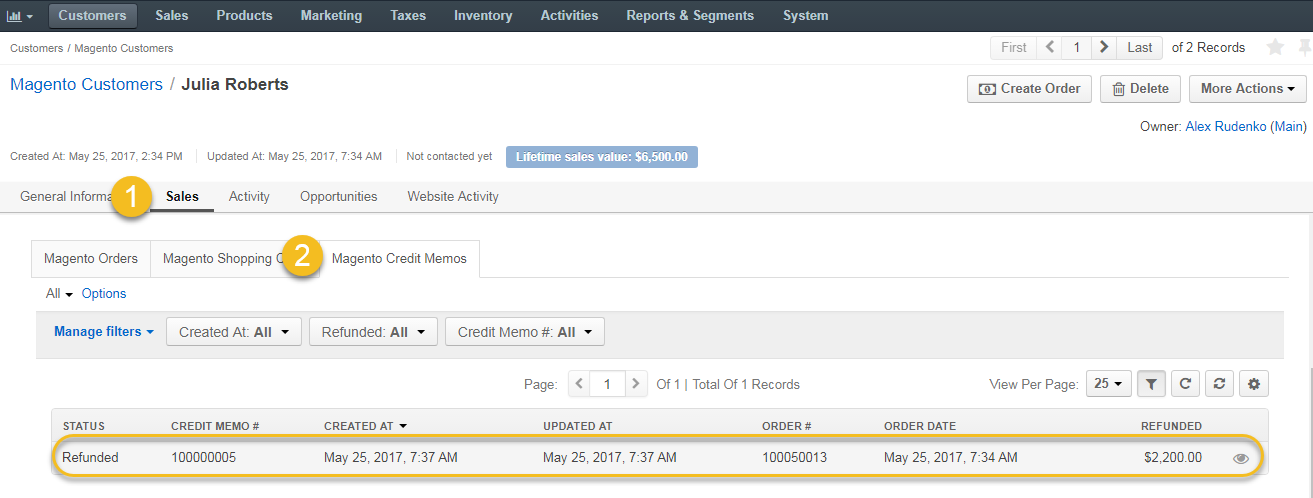 Customers Sales Products Marketing Taxes Inventory Activities Reports & Segments System
Customers / Magento Customers First 1 Last of 2 Records
Magento Customers / Julia Roberts Create Order Delete More Actions
Owner: Alex Rudenko (Main)
Created At: May 25, 2017, 2:34 PM Updated At: May 25, 2017, 7:34 AM Not contacted yet Lifetime sales value: $6,500.00
General Informa 1 Sales Activity Opportunities Website Activity
Magento Orders Magento Shopping C 2 Magento Credit Memos
All Options
Manage filters Created At: All Refunded: All Credit Memo #: All
Page: 1 Of 1 | Total Of 1 Records View Per Page: 25
STATUS CREDIT MEMO # CREATED AT UPDATED AT ORDER # ORDER DATE REFUNDED
Refunded 100000005 May 25, 2017, 7:37 AM May 25, 2017, 7:37 AM 100050013 May 25, 2017, 7:34 AM $2,200.00